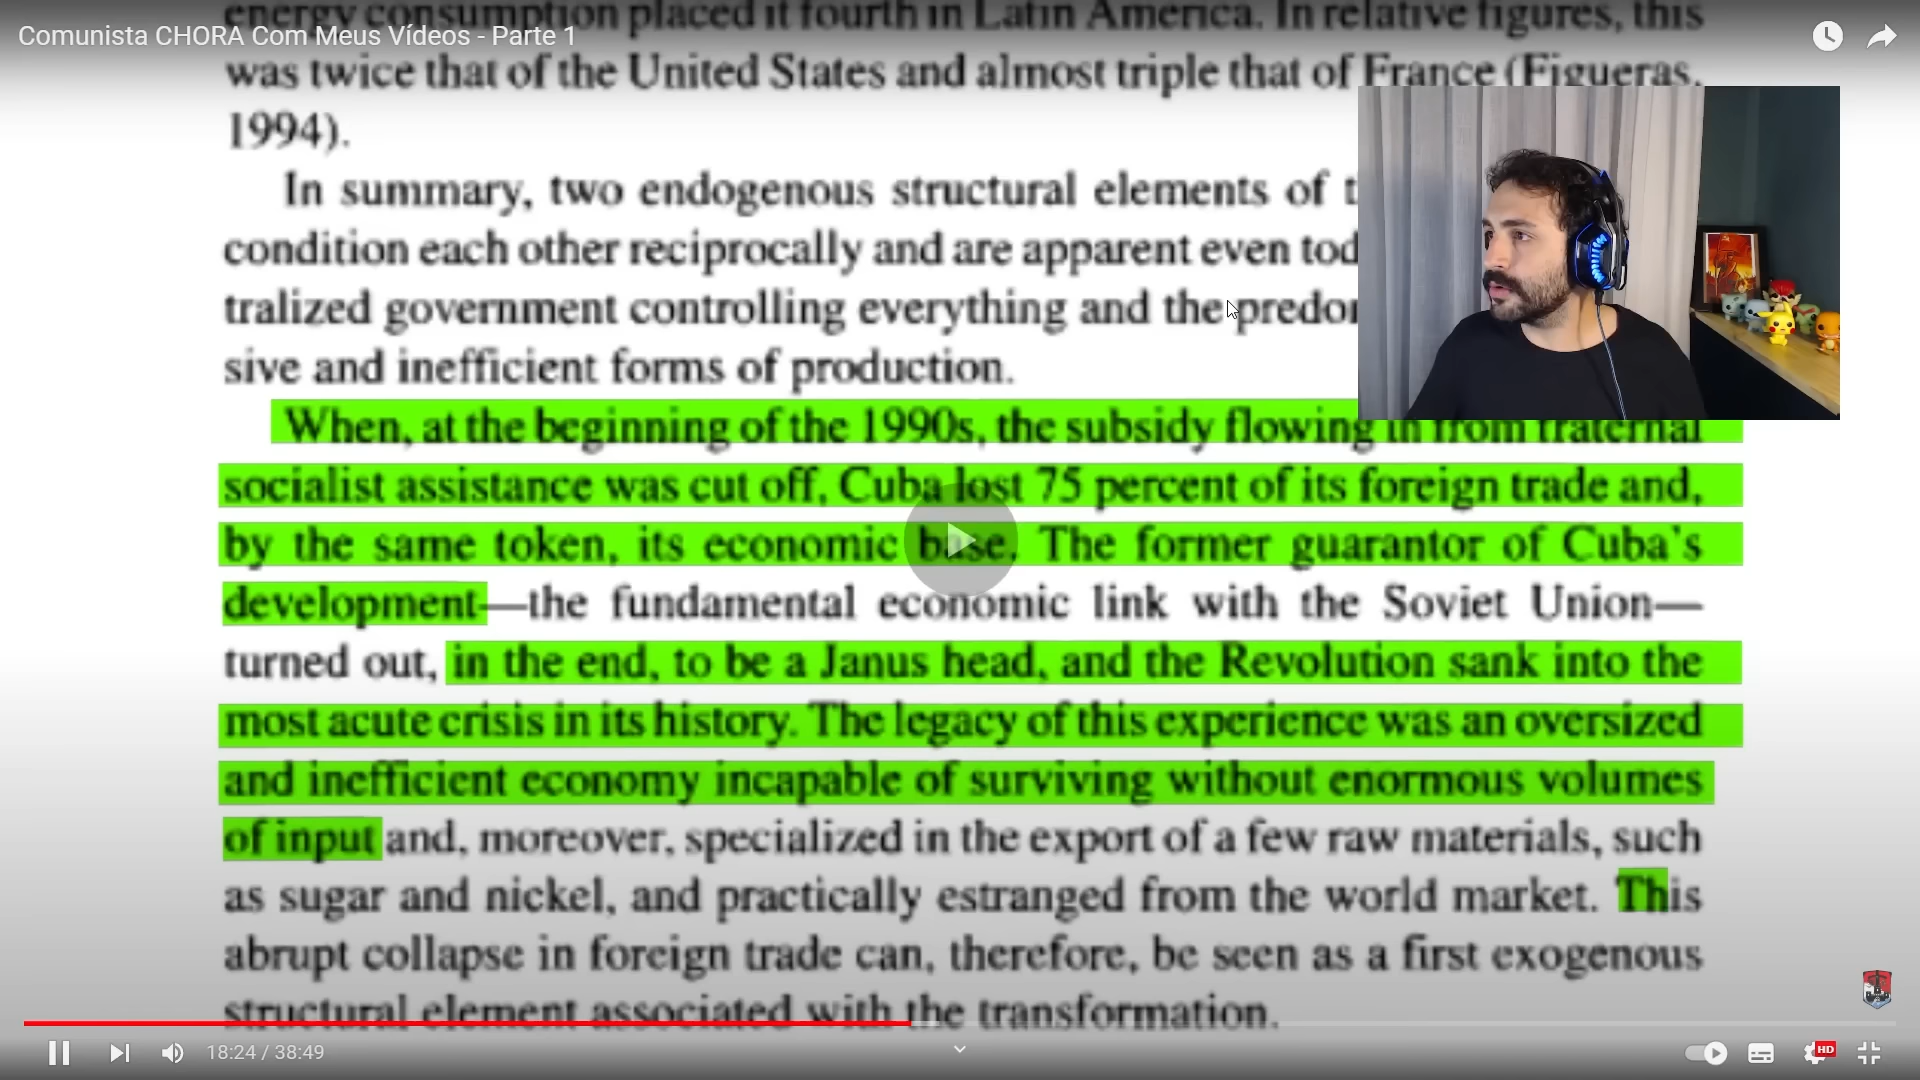 energy consumption placed it fourth in Latin America. In relative figures, this
Comunista CHORA Com Meus Vídeos - Parte 1
was twice that of the United States and almost triple that of France (Figueras,
1994).
In summary, two endogenous structural elements of t
condition each other reciprocally and are apparent even tod
tralized government controlling everything and the predor
sive and inefficient forms of production.
When, at the beginning of the 1990s, the subsidy flowing in from fraternal
socialist assistance was cut off, Cuba lost 75 percent of its foreign trade and,
by the same token, its economic base. The former guarantor of Cuba's
development—the fundamental economic link with the Soviet Union—
turned out, in the end, to be a Janus head, and the Revolution sank into the
most acute crisis in its history. The legacy of this experience was an oversized
and inefficient economy incapable of surviving without enormous volumes
of input and, moreover, specialized in the export of a few raw materials, such
as sugar and nickel, and practically estranged from the world market. This
abrupt collapse in foreign trade can, therefore, be seen as a first exogenous
structural element associated with the transformation.
18:24 / 38:49
HD